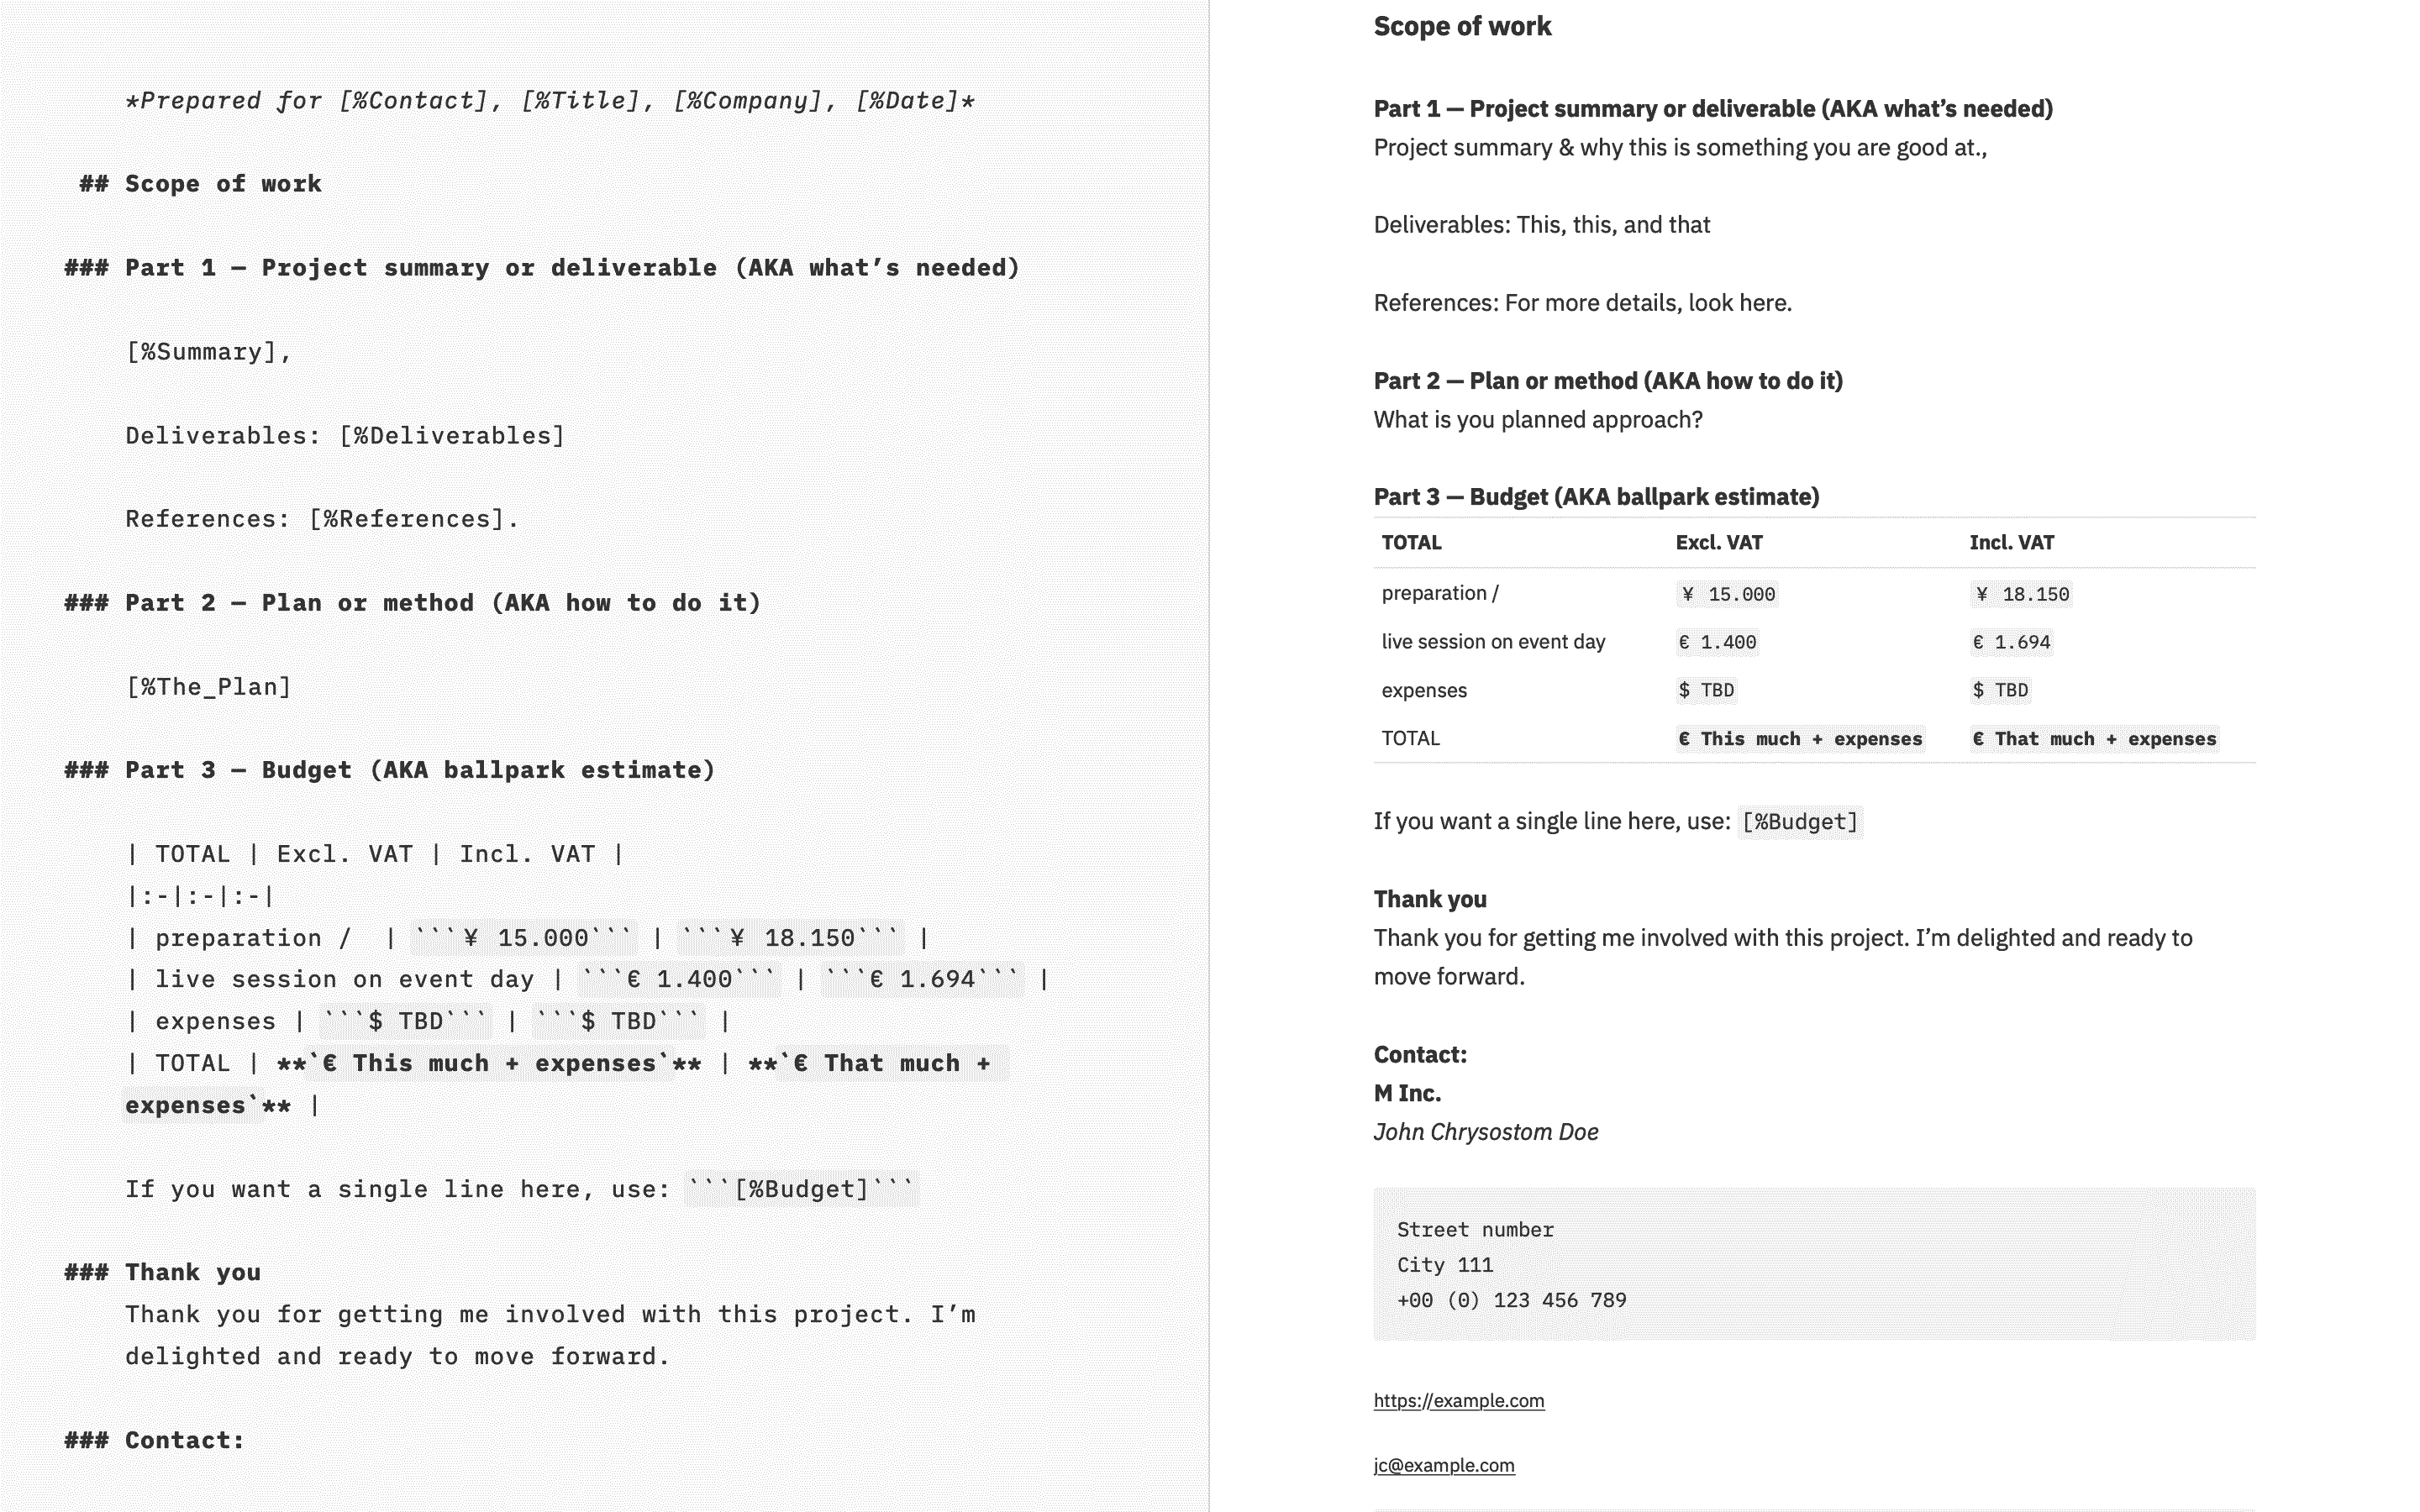 *Prepared for [%Contact], [%Title], [%Company], [%Date]*
## Scope of work
### Part 1 — Project summary or deliverable (AKA what’s needed)
[%Summary],
Deliverables: [%Deliverables]
References: [%References].
### Part 2 — Plan or method (AKA how to do it)
[%The_Plan]
### Part 3 — Budget (AKA ballpark estimate)
| TOTAL | Excl. VAT | Incl. VAT |
|:-|:-|:-|
| preparation /  | ```¥ 15.000``` | ```¥ 18.150``` |
| live session on event day | ```€ 1.400``` | ```€ 1.694``` |
| expenses | ```$ TBD``` | ```$ TBD``` |
| TOTAL | **`€ This much + expenses`** | **`€ That much +
expenses`** |
If you want a single line here, use: ```[%Budget]```
### Thank you
Thank you for getting me involved with this project. I’m
delighted and ready to move forward.
### Contact:
Scope of work
Part 1 — Project summary or deliverable (AKA what’s needed)
Project summary & why this is something you are good at.,
Deliverables: This, this, and that
References: For more details, look here.
Part 2 — Plan or method (AKA how to do it)
What is you planned approach?
Part 3 — Budget (AKA ballpark estimate)
TOTAL Excl. VAT Incl. VAT
preparation / ¥ 15.000 ¥ 18.150
live session on event day € 1.400 € 1.694
expenses $ TBD $ TBD
TOTAL € This much + expenses € That much + expenses
If you want a single line here, use: [%Budget]
Thank you
Thank you for getting me involved with this project. I’m delighted and ready to
move forward.
Contact:
M Inc.
John Chrysostom Doe
Street number
City 111
+00 (0) 123 456 789
https://example.com
jc@example.com